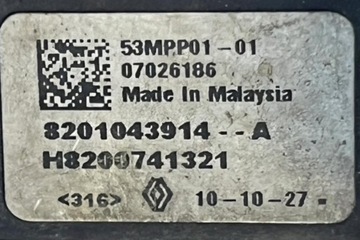 53MPP01-01
07026186
Made In Malaysia
8201043914--A
H8200741321
<316> 10-10-27